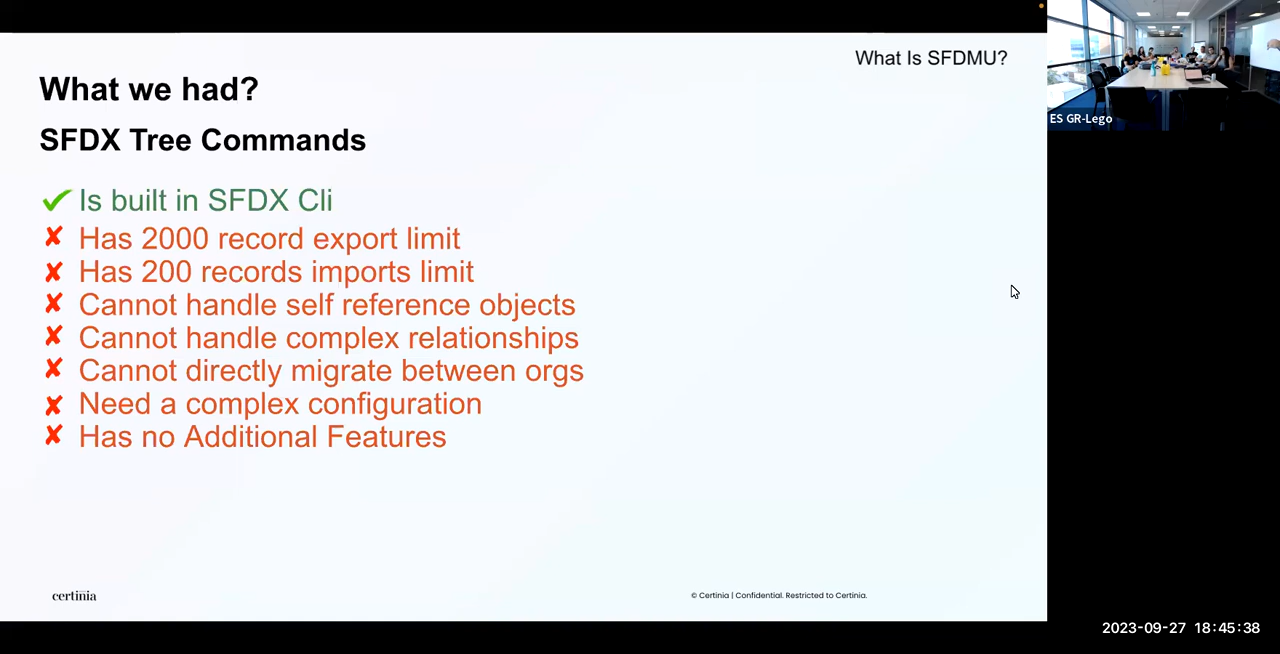 What Is SFDMU?
What we had?
SFDX Tree Commands
Is built in SFDX Cli
Has 2000 record export limit
Has 200 records imports limit
Cannot handle self reference objects
Cannot handle complex relationships
Cannot directly migrate between orgs
Need a complex configuration
Has no Additional Features
certinia
© Certinia | Confidential. Restricted to Certinia.
ES GR-Lego
2023-09-27 18:45:38